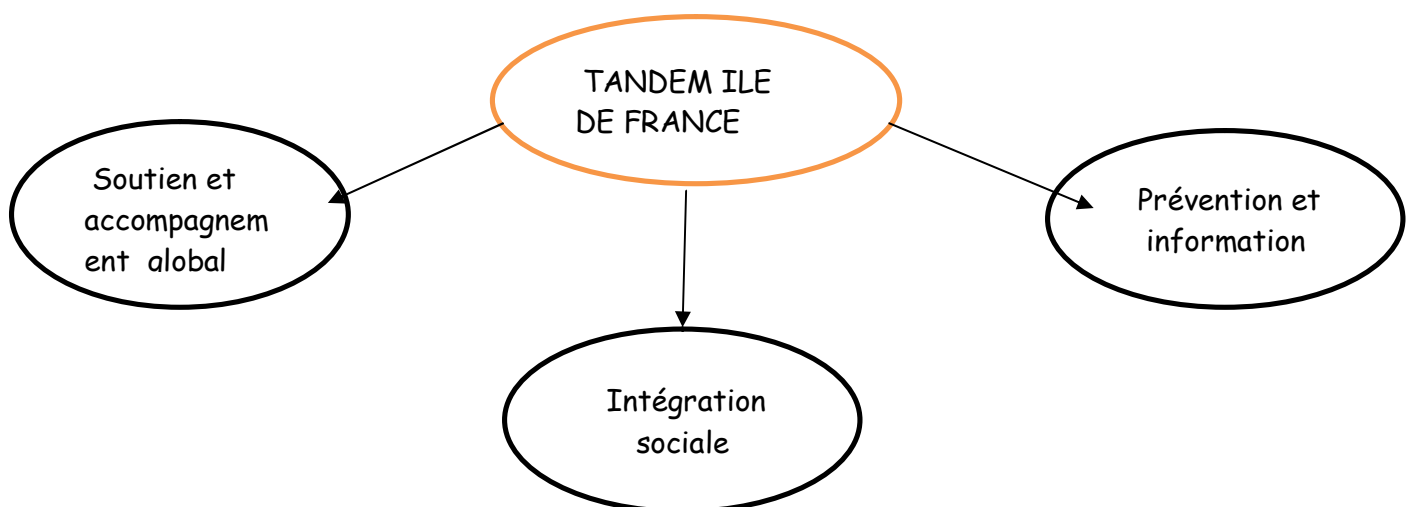 TANDEM ILE
DE FRANCE
Soutien et
accompagnem
ent alobal
Prévention et
information
Intégration
sociale